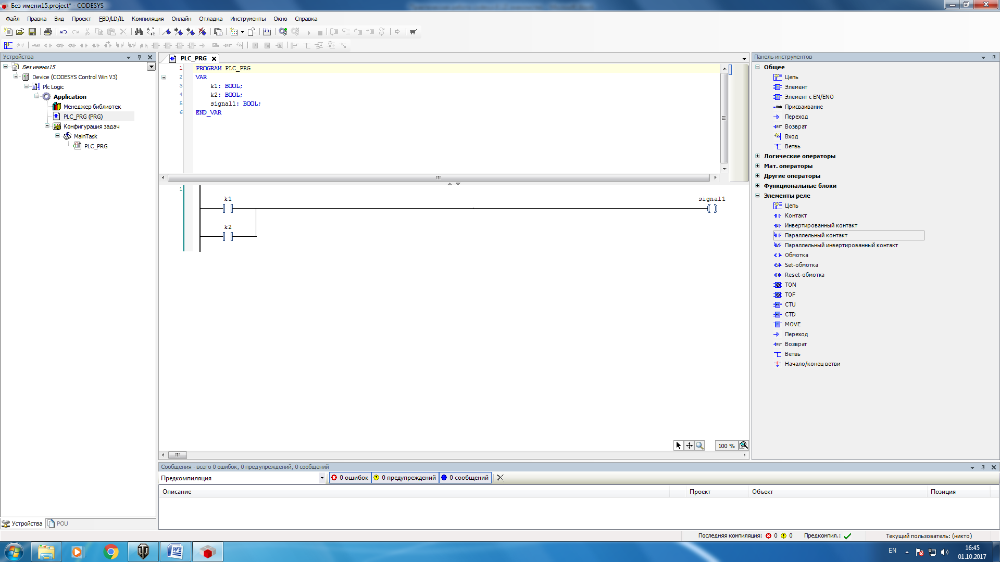 Без имени15.project* - CODESYS
Файл Правка Вид Проект FBD/LD/IL Компиляция Онлайн Отладка Инструменты Окно Справка
Устройства
Без имени15
Device (CODESYS Control Win V3)
Plc Logic
Application
Менеджер библиотек
PLC_PRG (PRG)
Конфигурация задач
MainTask
PLC_PRG
Устройства POU
PLC_PRG
1 PROGRAM PLC_PRG
2 VAR
3 k1: BOOL;
4 k2: BOOL;
5 signal1: BOOL;
6 END_VAR
1
k1 signal1
k2
100 %
Панель инструментов
Общее
Цепь
Элемент
Элемент с EN/ENO
Присваивание
Переход
Возврат
Вход
Ветвь
Логические операторы
Мат. операторы
Другие операторы
Функциональные блоки
Элементы реле
Цепь
Контакт
Инвертированный контакт
Параллельный контакт
Параллельный инвертированный контакт
Обмотка
Set-обмотка
Reset-обмотка
TON
TOF
CTU
CTD
MOVE
Переход
Возврат
Ветвь
Начало/конец ветви
Сообщения - всего 0 ошибок, 0 предупреждений, 0 сообщений
Предкомпиляция 0 ошибок 0 предупреждений 0 сообщений
Описание Проект Объект Позиция
Последняя компиляция: 0 0 Предкомпил.: Текущий пользователь: (никто)
EN 16:45
01.10.2017